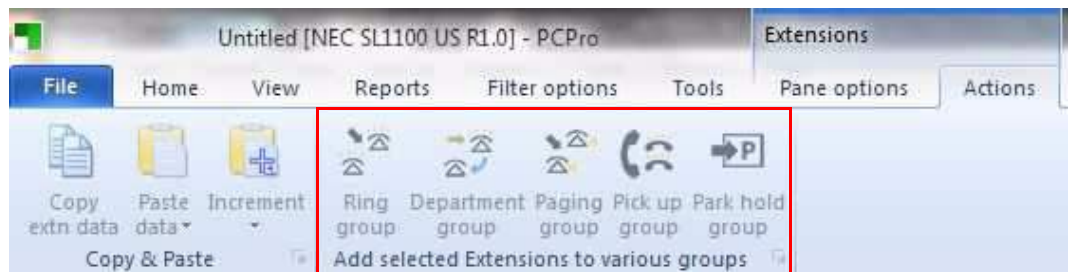 Untitled [NEC SL1100 US R1.0] - PCPro Extensions
File Home View Reports Filter options Tools Pane options Actions
Copy Paste Increment Ring Department Paging Pick up Park hold
extn data data group group group group group
Copy & Paste Add selected Extensions to various groups